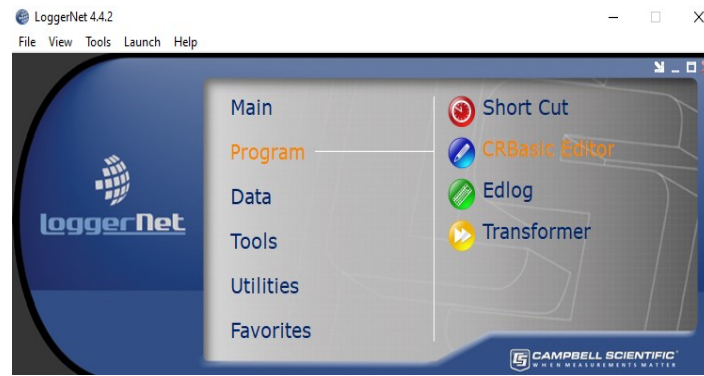 LoggerNet 4.4.2
File View Tools Launch Help
Main
Program
Data
Tools
Utilities
Favorites
Short Cut
CRBasic Editor
Edlog
Transformer
LoggerNet
CAMPBELL SCIENTIFIC
WHEN MEASUREMENTS MATTER